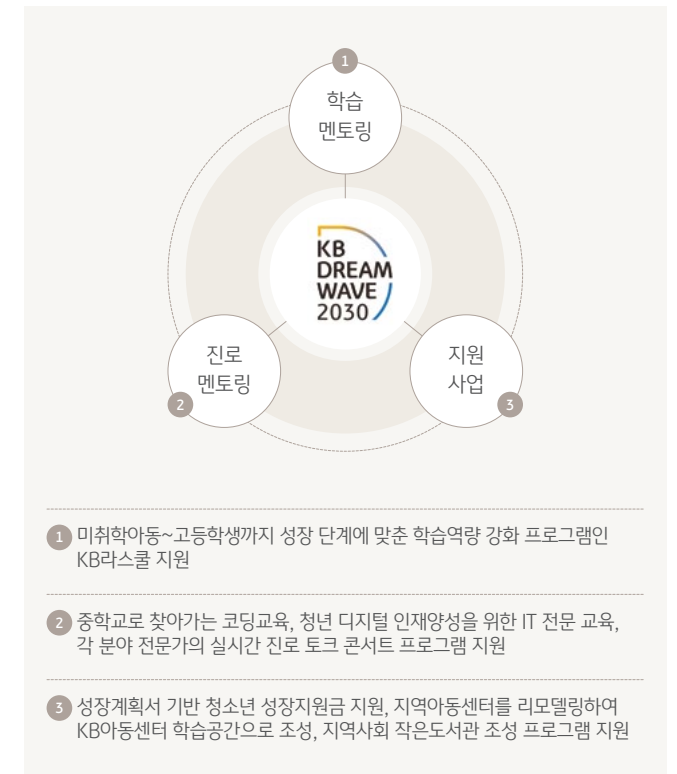 1
학습
멘토링
KB
DREAM
WAVE
2030
진로
멘토링
2
지원
사업
3
1 미취학아동~고등학생까지 성장 단계에 맞춘 학습역량 강화 프로그램인
KB라스쿨 지원
2 중학교로 찾아가는 코딩교육, 청년 디지털 인재양성을 위한 IT 전문 교육,
각 분야 전문가의 실시간 진로 토크 콘서트 프로그램 지원
3 성장계획서 기반 청소년 성장지원금 지원, 지역아동센터를 리모델링하여
KB아동센터 학습공간으로 조성, 지역사회 작은도서관 조성 프로그램 지원